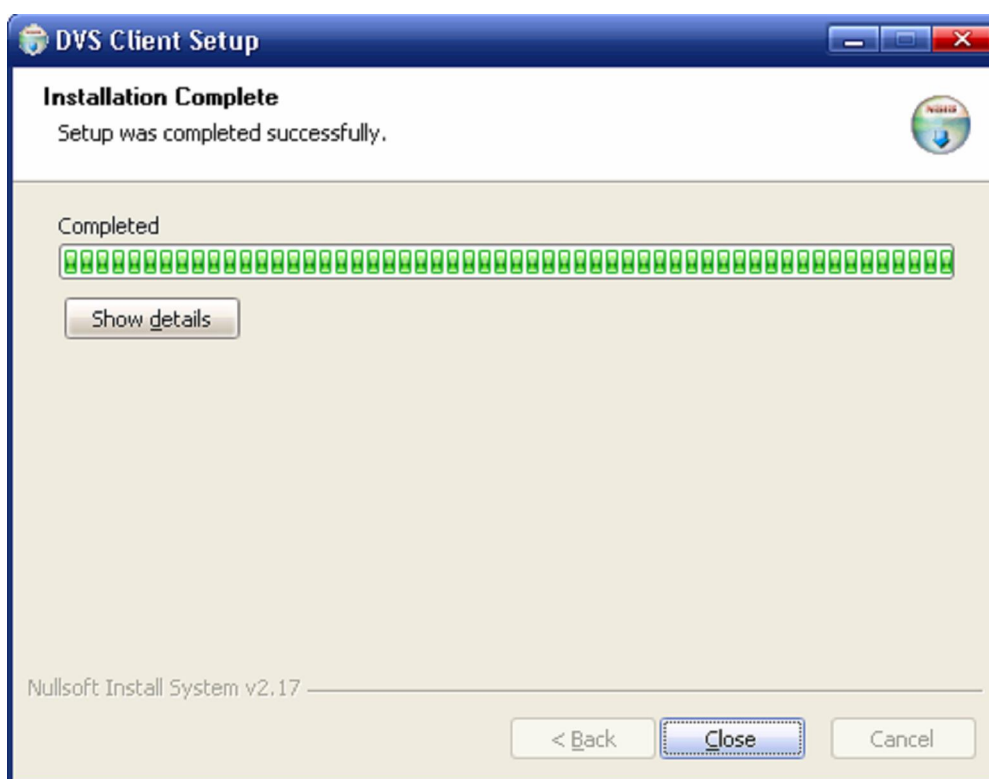 DVS Client Setup
Installation Complete
Setup was completed successfully.
NSIS
Completed
Show details
Nullsoft Install System v2.17
< Back Close Cancel